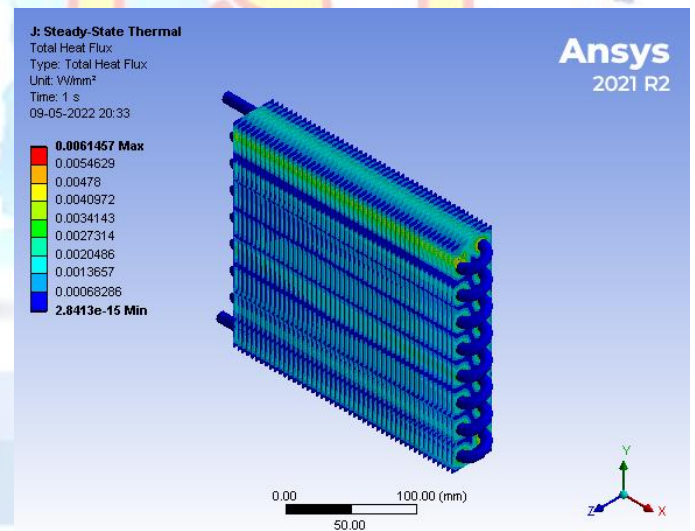 J: Steady-State Thermal
Total Heat Flux
Type: Total Heat Flux
Unit: W/mm²
Time: 1 s
09-05-2022 20:33
Ansys
2021 R2
0.0061457 Max
0.0054629
0.00478
0.0040972
0.0034143
0.0027314
0.0020486
0.0013657
0.00068286
2.8413e-15 Min
0.00
100.00 (mm)
50.00
Y
Z
X